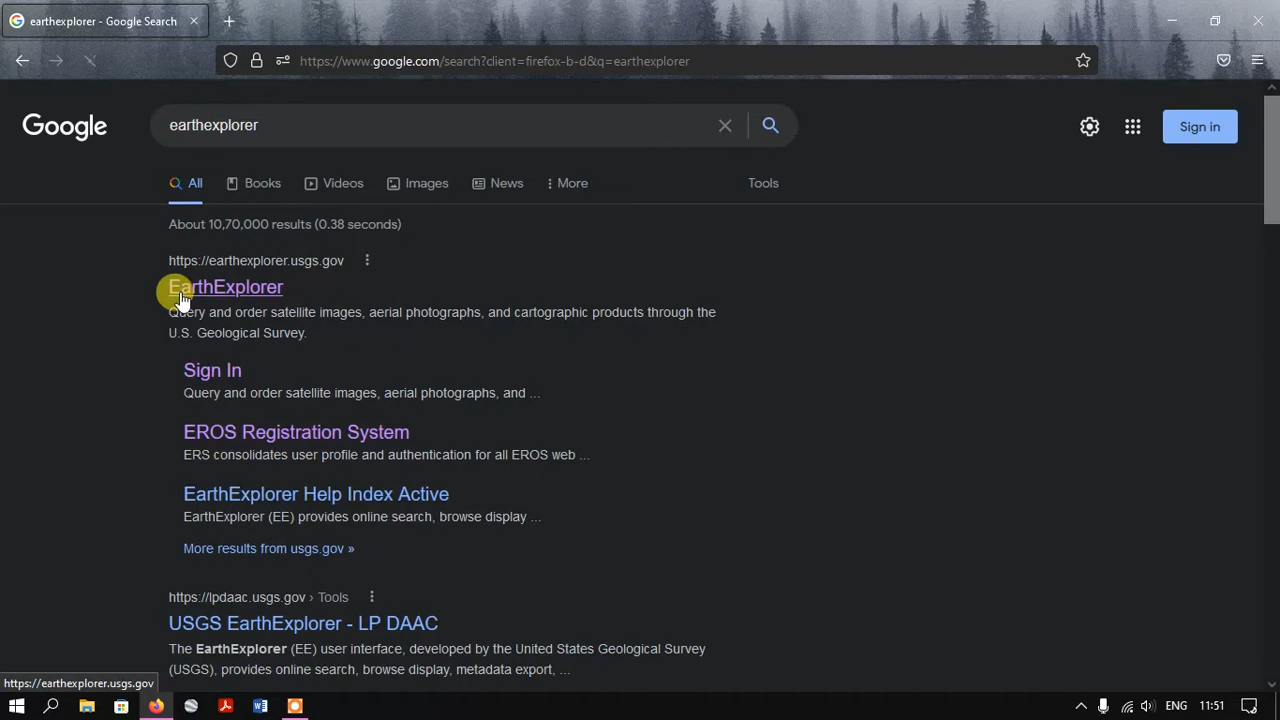 earthexplorer - Google Search
https://www.google.com/search?client=firefox-b-d&q=earthexplorer
Google
earthexplorer
Sign in
All
Books
Videos
Images
News
More
Tools
About 10,70,000 results (0.38 seconds)
https://earthexplorer.usgs.gov
EarthExplorer
Query and order satellite images, aerial photographs, and cartographic products through the
U.S. Geological Survey.
Sign In
Query and order satellite images, aerial photographs, and ...
EROS Registration System
ERS consolidates user profile and authentication for all EROS web ...
EarthExplorer Help Index Active
EarthExplorer (EE) provides online search, browse display ...
More results from usgs.gov »
https://lpdaac.usgs.gov › Tools
USGS EarthExplorer - LP DAAC
The EarthExplorer (EE) user interface, developed by the United States Geological Survey
(USGS), provides online search, browse display, metadata export, ...
https://earthexplorer.usgs.gov
ENG
11:51